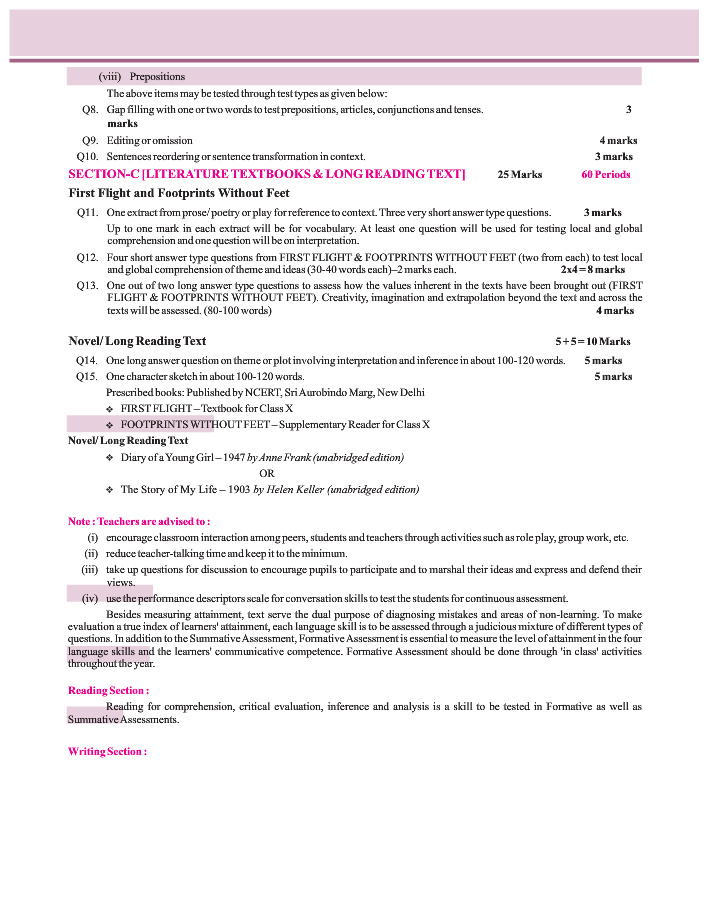 (viii) Prepositions
The above items may be tested through test types as given below:
Q8. Gap filling with one or two words to test prepositions, articles, conjunctions and tenses. 3
marks
Q9. Editing or omission 4 marks
Q10. Sentences reordering or sentence transformation in context. 3 marks
SECTION-C [LITERATURE TEXTBOOKS & LONG READING TEXT] 25 Marks 60 Periods
First Flight and Footprints Without Feet
Q11. One extract from prose/ poetry or play for reference to context. Three very short answer type questions. 3 marks
Up to one mark in each extract will be for vocabulary. At least one question will be used for testing local and global
comprehension and one question will be on interpretation.
Q12. Four short answer type questions from FIRST FLIGHT & FOOTPRINTS WITHOUT FEET (two from each) to test local
and global comprehension of theme and ideas (30-40 words each)–2 marks each. 2x4 = 8 marks
Q13. One out of two long answer type questions to assess how the values inherent in the texts have been brought out (FIRST
FLIGHT & FOOTPRINTS WITHOUT FEET). Creativity, imagination and extrapolation beyond the text and across the
texts will be assessed. (80-100 words) 4 marks
Novel/ Long Reading Text 5 + 5 = 10 Marks
Q14. One long answer question on theme or plot involving interpretation and inference in about 100-120 words. 5 marks
Q15. One character sketch in about 100-120 words. 5 marks
Prescribed books: Published by NCERT, Sri Aurobindo Marg, New Delhi
❖ FIRST FLIGHT – Textbook for Class X
❖ FOOTPRINTS WITHOUT FEET – Supplementary Reader for Class X
Novel/ Long Reading Text
❖ Diary of a Young Girl – 1947 by Anne Frank (unabridged edition)
OR
❖ The Story of My Life – 1903 by Helen Keller (unabridged edition)
Note : Teachers are advised to :
(i) encourage classroom interaction among peers, students and teachers through activities such as role play, group work, etc.
(ii) reduce teacher-talking time and keep it to the minimum.
(iii) take up questions for discussion to encourage pupils to participate and to marshal their ideas and express and defend their
views.
(iv) use the performance descriptors scale for conversation skills to test the students for continuous assessment.
Besides measuring attainment, text serve the dual purpose of diagnosing mistakes and areas of non-learning. To make
evaluation a true index of learners' attainment, each language skill is to be assessed through a judicious mixture of different types of
questions. In addition to the Summative Assessment, Formative Assessment is essential to measure the level of attainment in the four
language skills and the learners' communicative competence. Formative Assessment should be done through 'in class' activities
throughout the year.
Reading Section :
Reading for comprehension, critical evaluation, inference and analysis is a skill to be tested in Formative as well as
Summative Assessments.
Writing Section :